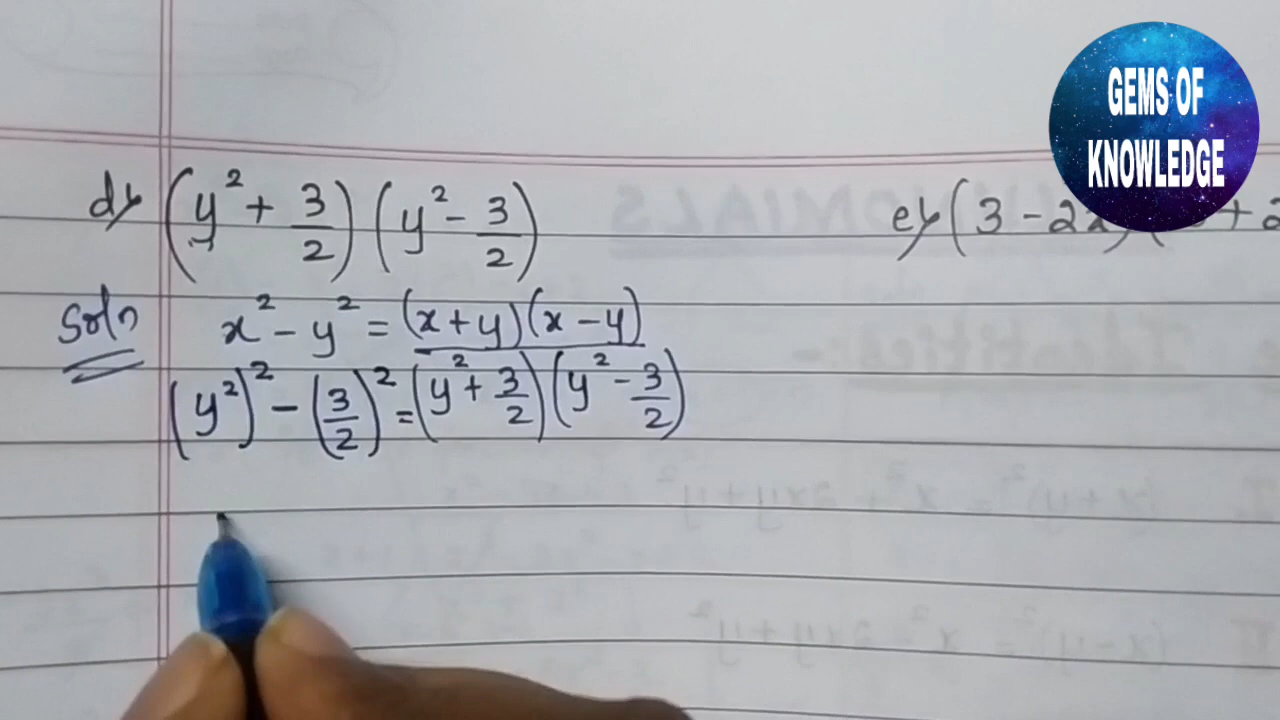 GEMS OF
KNOWLEDGE
d) (y² + 3/2) (y² - 3/2)
e) (3 - 2x) ( + 2
Soln
x² - y² = (x + y) (x - y)
(y²)² - (3/2)² = (y² + 3/2) (y² - 3/2)